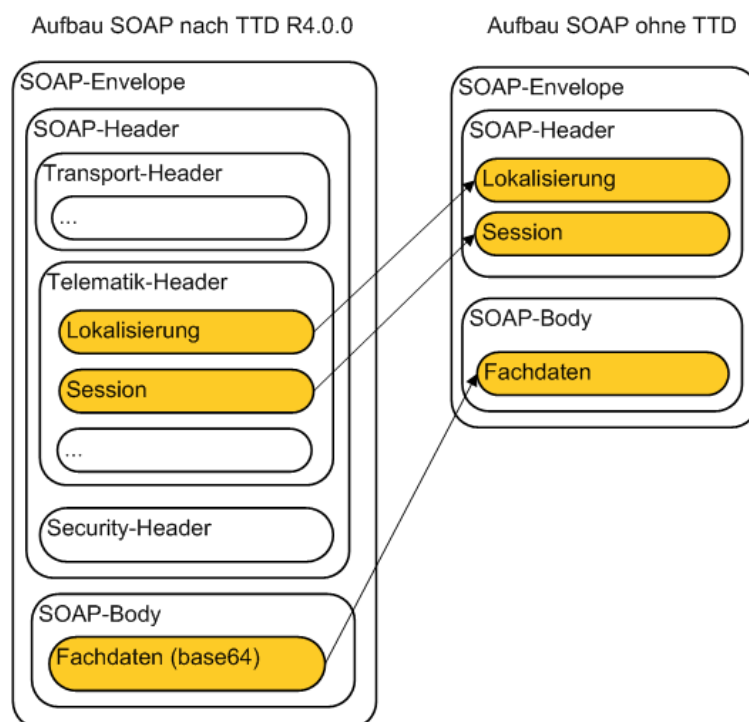 Aufbau SOAP nach TTD R4.0.0
SOAP-Envelope
SOAP-Header
Transport-Header
...
Telematik-Header
Lokalisierung
Session
...
Security-Header
SOAP-Body
Fachdaten (base64)
Aufbau SOAP ohne TTD
SOAP-Envelope
SOAP-Header
Lokalisierung
Session
SOAP-Body
Fachdaten